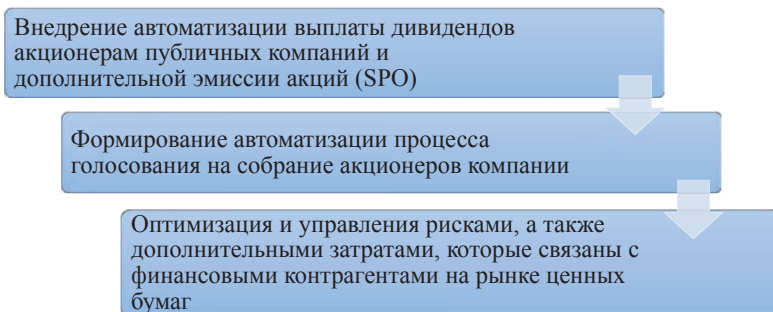 Внедрение автоматизации выплаты дивидендов
акционерам публичных компаний и
дополнительной эмиссии акций (SPO)
Формирование автоматизации процесса
голосования на собрание акционеров компании
Оптимизация и управления рисками, а также
дополнительными затратами, которые связаны с
финансовыми контрагентами на рынке ценных
бумаг